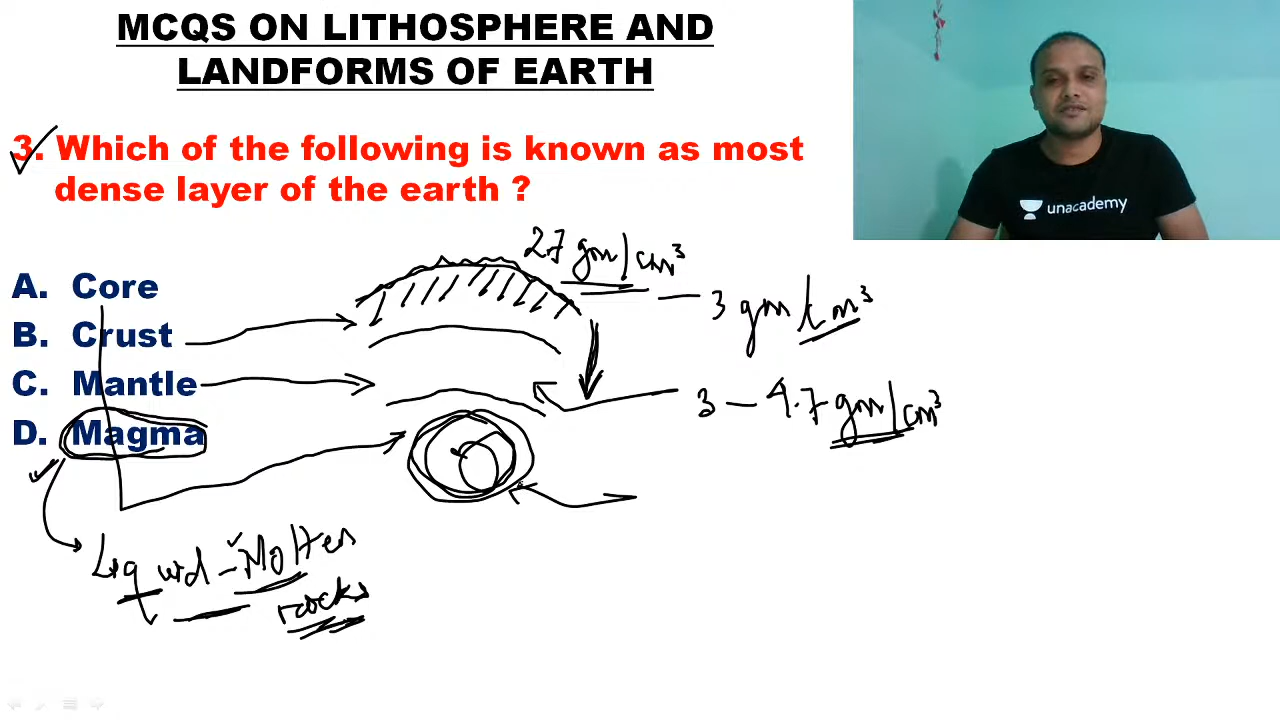 MCQS ON LITHOSPHERE AND
LANDFORMS OF EARTH
3. Which of the following is known as most
dense layer of the earth ?
unacademy
2.7 gm/cm³
A. Core
— 3 gm/cm³
B. Crust
C. Mantle
3 – 4.7 gm/cm³
D. Magma
Liquid – Molten
rocks